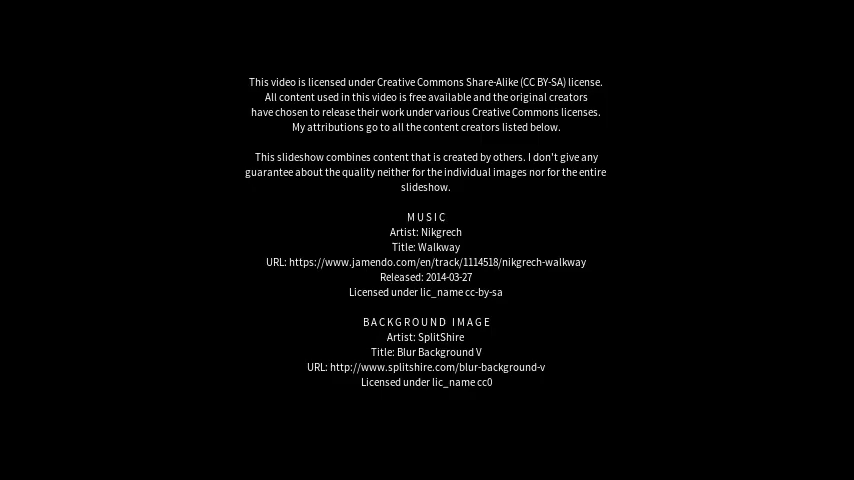 This video is licensed under Creative Commons Share-Alike (CC BY-SA) license.
All content used in this video is free available and the original creators
have chosen to release their work under various Creative Commons licenses.
My attributions go to all the content creators listed below.
This slideshow combines content that is created by others. I don't give any
guarantee about the quality neither for the individual images nor for the entire
slideshow.
MUSIC
Artist: Nikgrech
Title: Walkway
URL: https://www.jamendo.com/en/track/1114518/nikgrech-walkway
Released: 2014-03-27
Licensed under lic_name cc-by-sa
BACKGROUND IMAGE
Artist: SplitShire
Title: Blur Background V
URL: http://www.splitshire.com/blur-background-v
Licensed under lic_name cc0